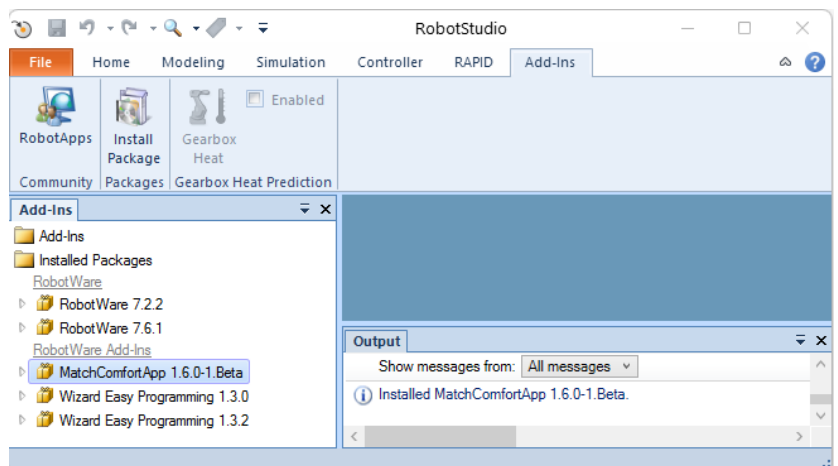 RobotStudio
File Home Modeling Simulation Controller RAPID Add-Ins
Enabled
RobotApps Install Package Gearbox Heat
Community Packages Gearbox Heat Prediction
Add-Ins
Add-Ins
Installed Packages
RobotWare
RobotWare 7.2.2
RobotWare 7.6.1
RobotWare Add-Ins
MatchComfortApp 1.6.0-1.Beta
Wizard Easy Programming 1.3.0
Wizard Easy Programming 1.3.2
Output
Show messages from: All messages
Installed MatchComfortApp 1.6.0-1.Beta.